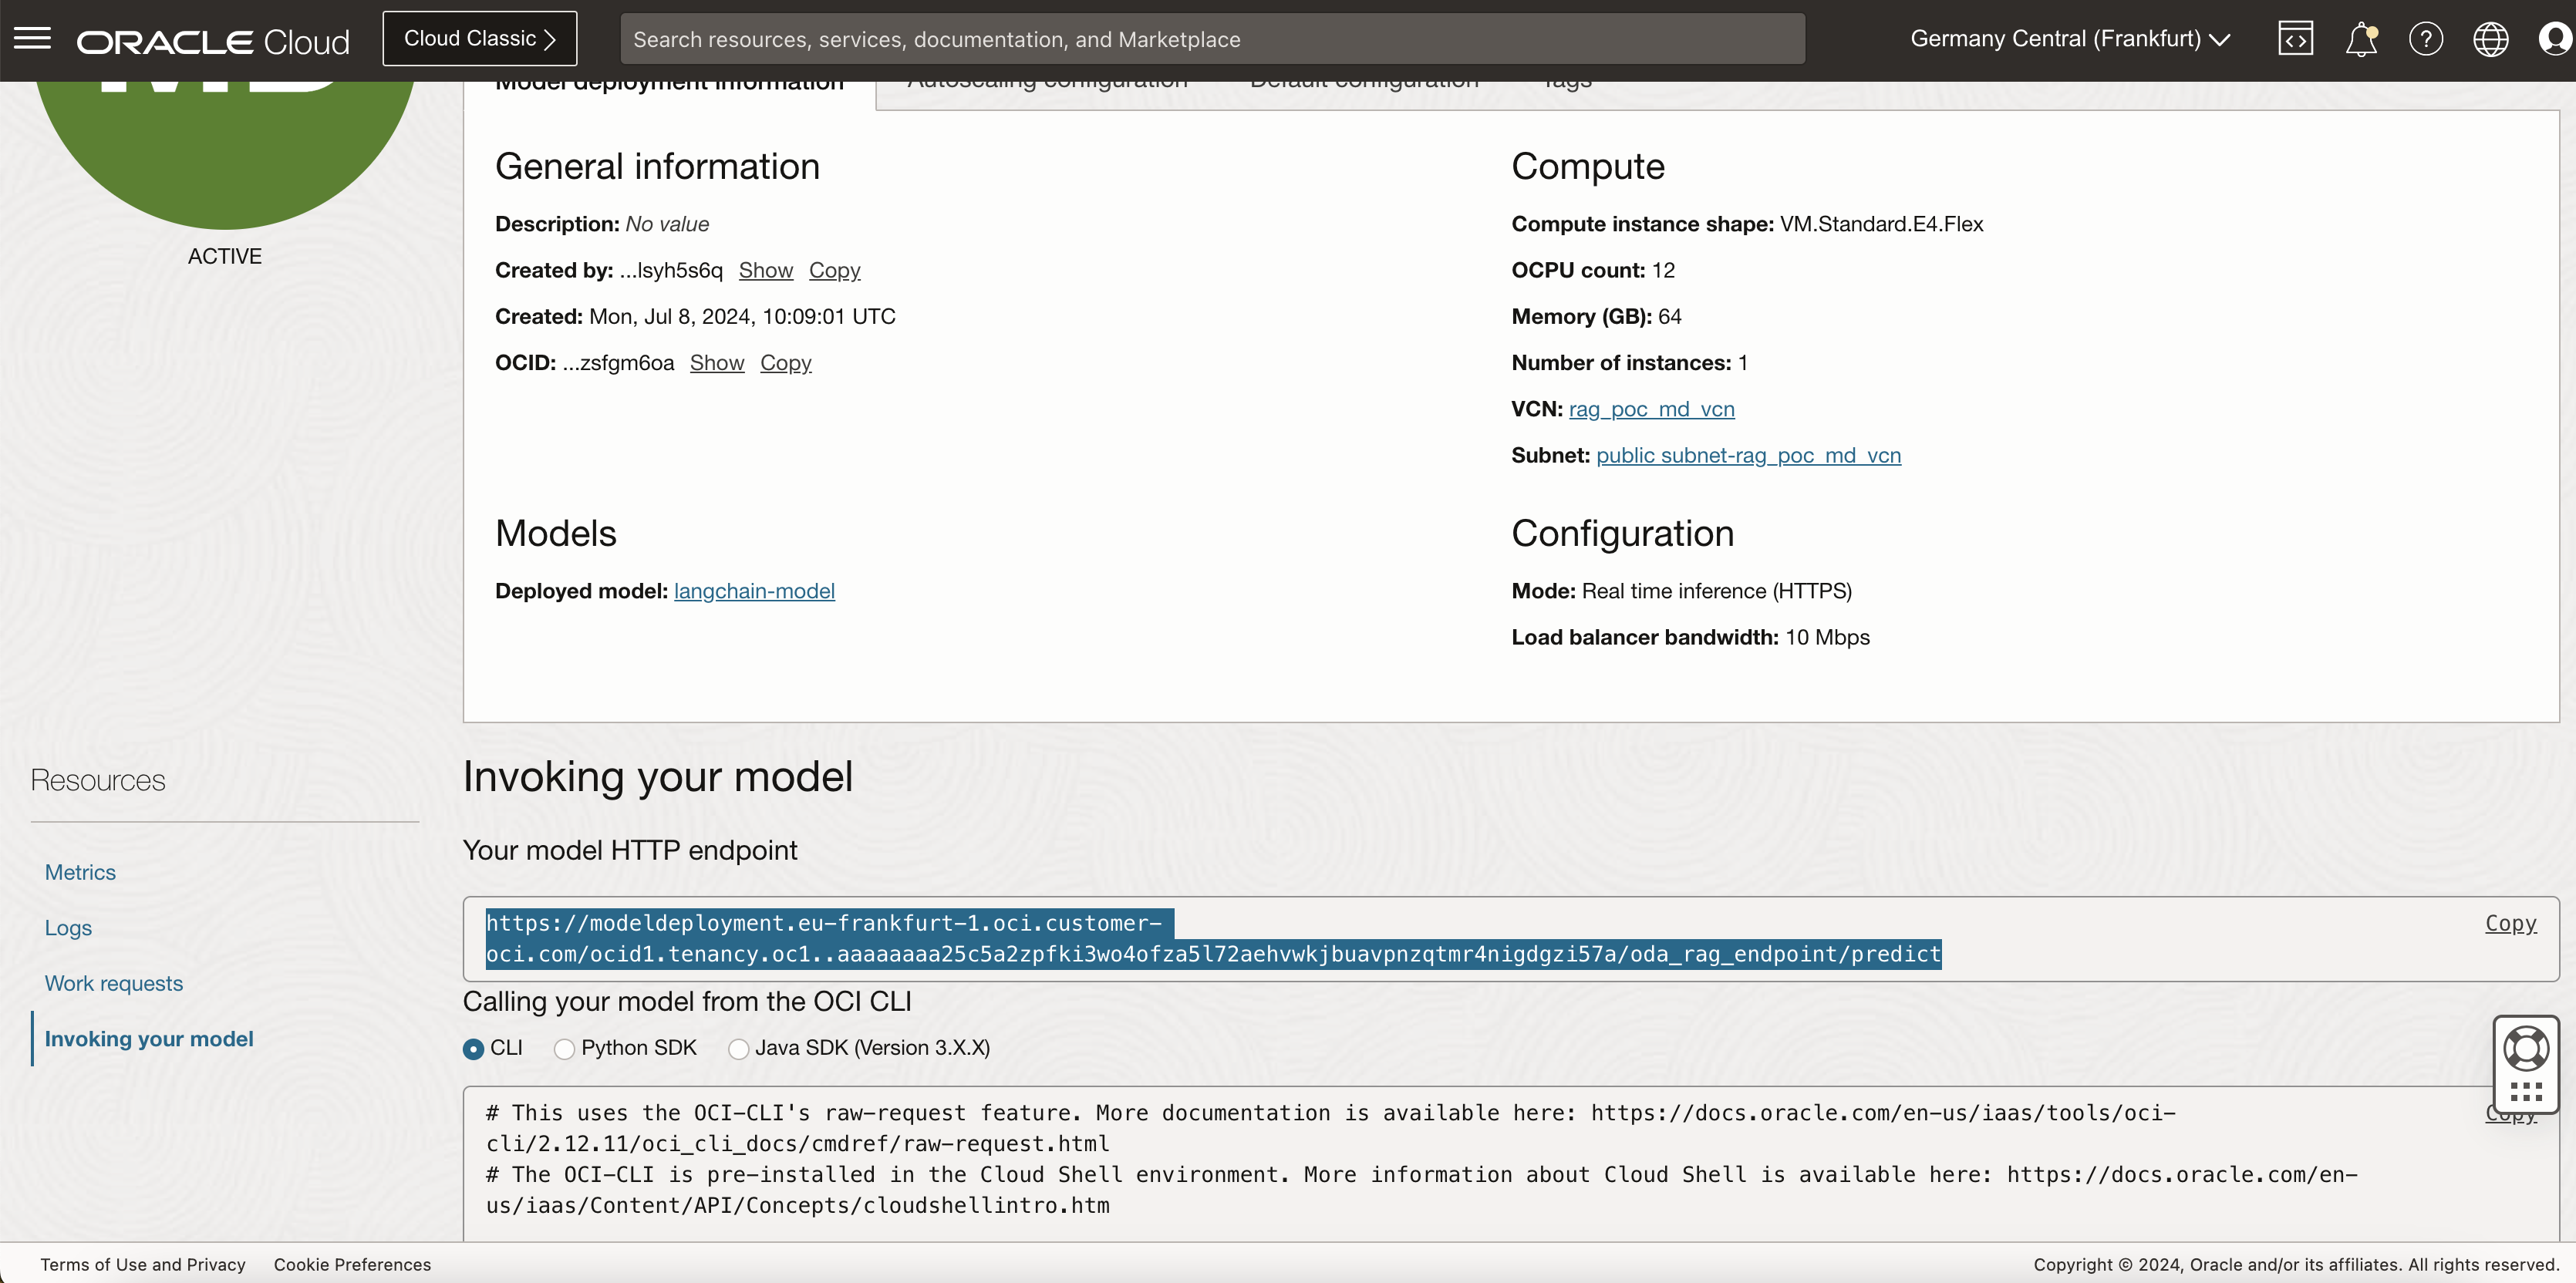 ORACLE Cloud
Cloud Classic
Search resources, services, documentation, and Marketplace
Germany Central (Frankfurt)
Model deployment information
Autoscaling configuration
Default configuration
Tags
ACTIVE
General information
Description: No value
Created by: ...lsyh5s6q Show Copy
Created: Mon, Jul 8, 2024, 10:09:01 UTC
OCID: ...zsfgm6oa Show Copy
Compute
Compute instance shape: VM.Standard.E4.Flex
OCPU count: 12
Memory (GB): 64
Number of instances: 1
VCN: rag_poc_md_vcn
Subnet: public subnet-rag_poc_md_vcn
Models
Deployed model: langchain-model
Configuration
Mode: Real time inference (HTTPS)
Load balancer bandwidth: 10 Mbps
Resources
Metrics
Logs
Work requests
Invoking your model
Invoking your model
Your model HTTP endpoint
https://modeldeployment.eu-frankfurt-1.oci.customer-
oci.com/ocid1.tenancy.oc1..aaaaaaaa25c5a2zpfki3wo4ofza5l72aehvwkjbuavpnzqtmr4nigdgzi57a/oda_rag_endpoint/predict
Copy
Calling your model from the OCI CLI
CLI Python SDK Java SDK (Version 3.X.X)
# This uses the OCI-CLI's raw-request feature. More documentation is available here: https://docs.oracle.com/en-us/iaas/tools/oci-
cli/2.12.11/oci_cli_docs/cmdref/raw-request.html
# The OCI-CLI is pre-installed in the Cloud Shell environment. More information about Cloud Shell is available here: https://docs.oracle.com/en-
us/iaas/Content/API/Concepts/cloudshellintro.htm
Copy
Terms of Use and Privacy Cookie Preferences
Copyright © 2024, Oracle and/or its affiliates. All rights reserved.